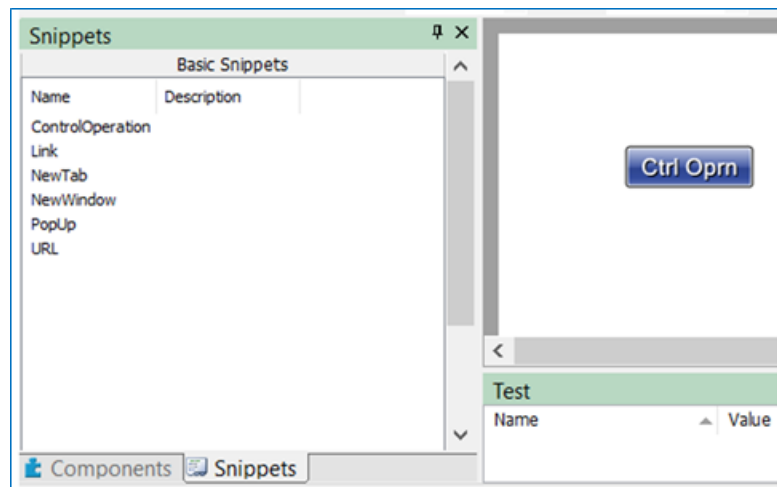 Snippets
Basic Snippets
Name Description
ControlOperation
Link
NewTab
NewWindow
PopUp
URL
Components Snippets
Ctrl Oprn
Test
Name Value